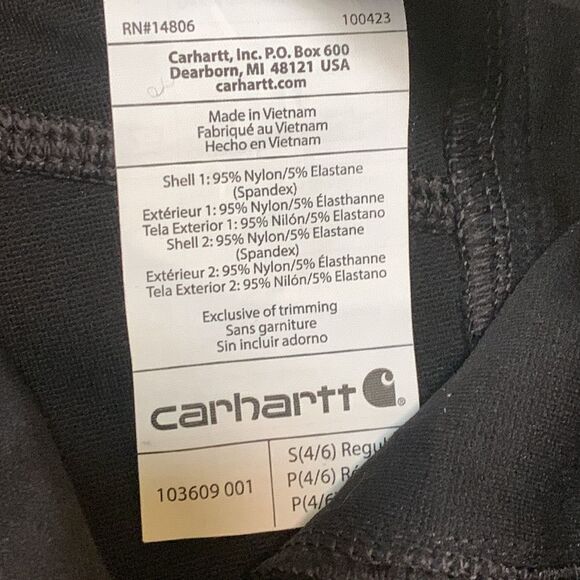 RN#14806 100423
Carhartt, Inc. P.O. Box 600
Dearborn, MI 48121 USA
carhartt.com
Made in Vietnam
Fabriqué au Vietnam
Hecho en Vietnam
Shell 1: 95% Nylon/5% Elastane
(Spandex)
Extérieur 1: 95% Nylon/5% Élasthanne
Tela Exterior 1: 95% Nilón/5% Elastano
Shell 2: 95% Nylon/5% Elastane
(Spandex)
Extérieur 2: 95% Nylon/5% Élasthanne
Tela Exterior 2: 95% Nilón/5% Elastano
Exclusive of trimming
Sans garniture
Sin incluir adorno
carhartt ®
103609 001
S(4/6)
P(4/6)
P(4/6